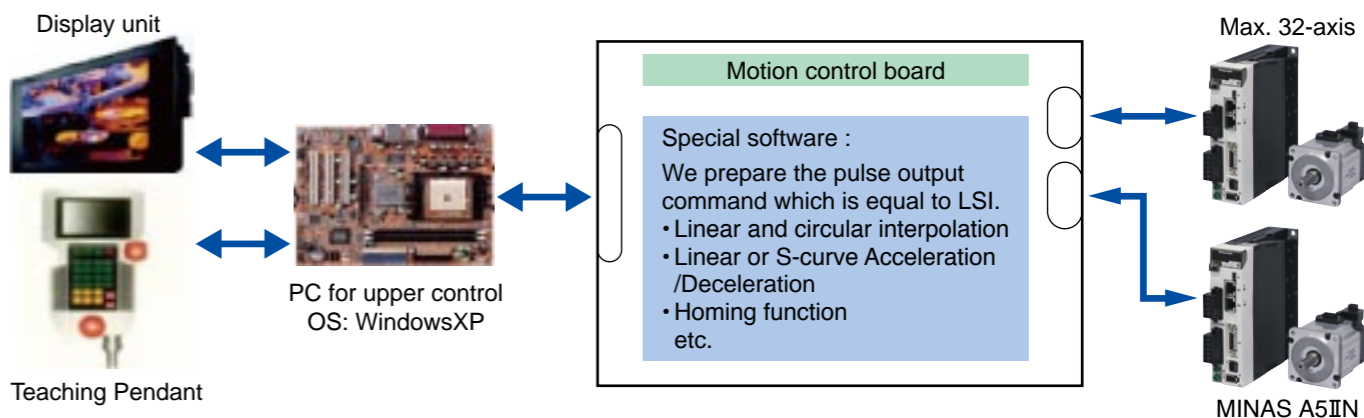 Display unit
Teaching Pendant
PC for upper control
OS: WindowsXP
Motion control board
Special software :
We prepare the pulse output
command which is equal to LSI.
・Linear and circular interpolation
・Linear or S-curve Acceleration
/Deceleration
・Homing function
etc.
Max. 32-axis
MINAS A5ⅡN